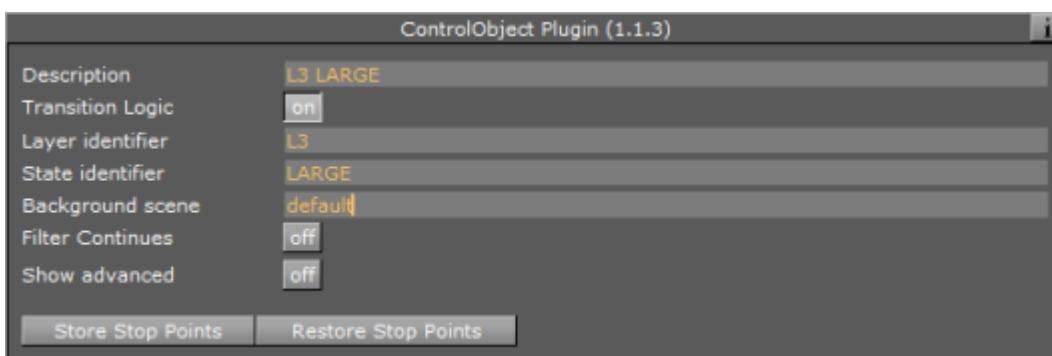 ControlObject Plugin (1.1.3) i
Description L3 LARGE
Transition Logic on
Layer identifier L3
State identifier LARGE
Background scene default
Filter Continues off
Show advanced off
Store Stop Points Restore Stop Points